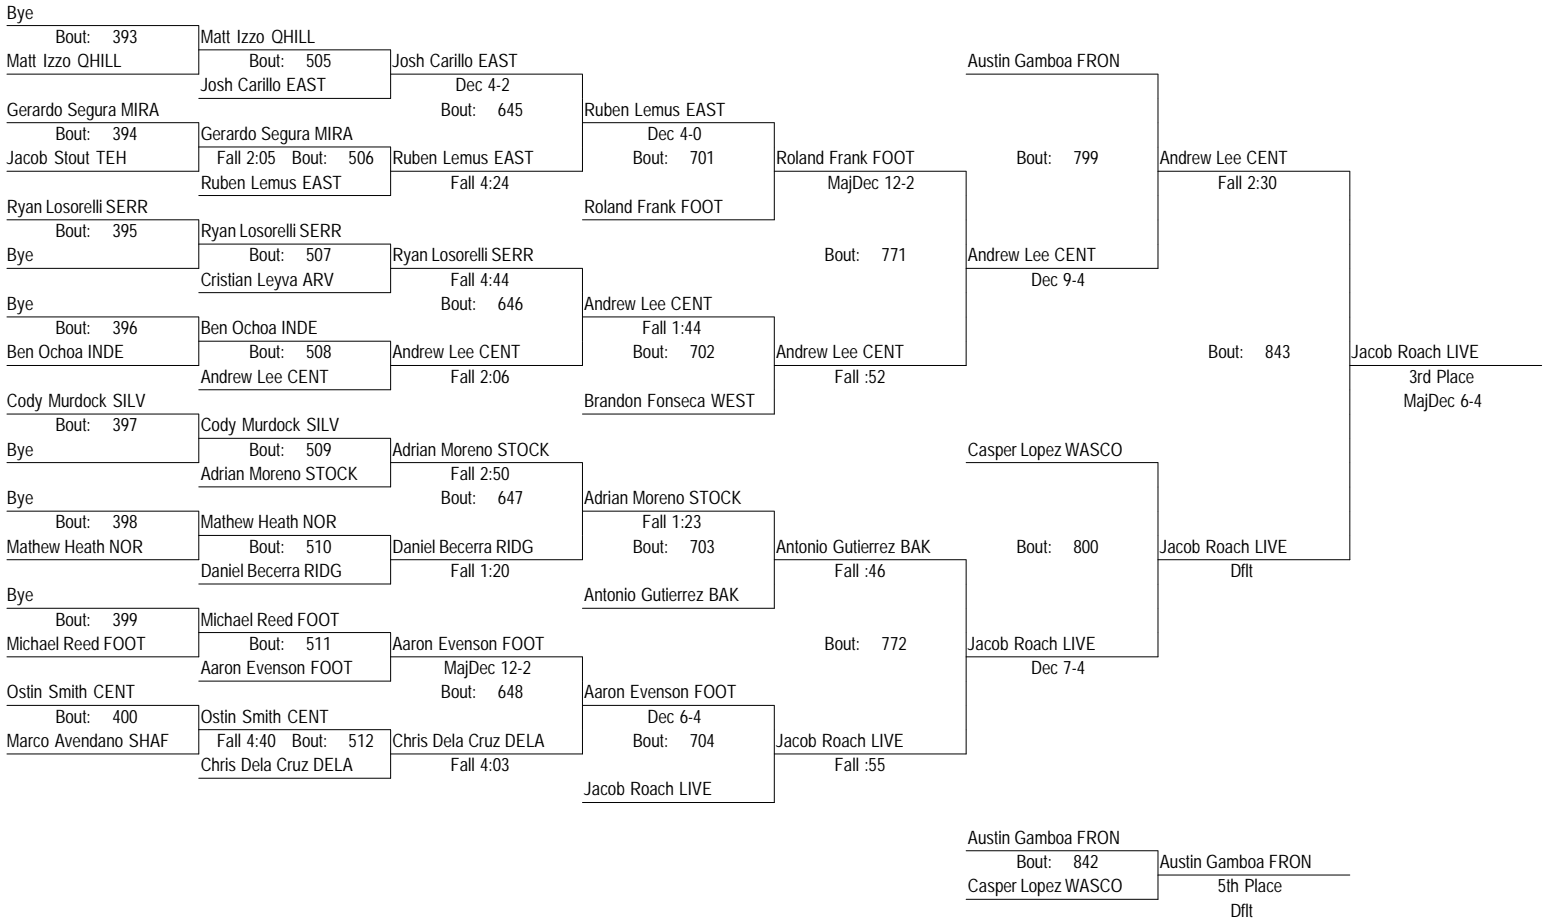 Bye
Bout: 393 Matt Izzo QHILL
Matt Izzo QHILL Bout: 505 Josh Carillo EAST Austin Gamboa FRON
Josh Carillo EAST Dec 4-2
Gerardo Segura MIRA Bout: 645 Ruben Lemus EAST
Bout: 394 Gerardo Segura MIRA Dec 4-0
Jacob Stout TEH Fall 2:05 Bout: 506 Ruben Lemus EAST Bout: 701 Roland Frank FOOT Bout: 799 Andrew Lee CENT
Ruben Lemus EAST Fall 4:24 MajDec 12-2 Fall 2:30
Ryan Losorelli SERR Roland Frank FOOT
Bout: 395 Ryan Losorelli SERR
Bye Bout: 507 Ryan Losorelli SERR Bout: 771 Andrew Lee CENT
Cristian Leyva ARV Fall 4:44 Dec 9-4
Bye Bout: 646 Andrew Lee CENT
Bout: 396 Ben Ochoa INDE Fall 1:44
Ben Ochoa INDE Bout: 508 Andrew Lee CENT Bout: 702 Andrew Lee CENT Bout: 843 Jacob Roach LIVE
Andrew Lee CENT Fall 2:06 Fall :52 3rd Place
Cody Murdock SILV Brandon Fonseca WEST MajDec 6-4
Bout: 397 Cody Murdock SILV
Bye Bout: 509 Adrian Moreno STOCK Casper Lopez WASCO
Adrian Moreno STOCK Fall 2:50
Bye Bout: 647 Adrian Moreno STOCK
Bout: 398 Mathew Heath NOR Fall 1:23
Mathew Heath NOR Bout: 510 Daniel Becerra RIDG Bout: 703 Antonio Gutierrez BAK Bout: 800 Jacob Roach LIVE
Daniel Becerra RIDG Fall 1:20 Fall :46 Dflt
Bye Antonio Gutierrez BAK
Bout: 399 Michael Reed FOOT
Michael Reed FOOT Bout: 511 Aaron Evenson FOOT Bout: 772 Jacob Roach LIVE
Aaron Evenson FOOT MajDec 12-2 Dec 7-4
Ostin Smith CENT Bout: 648 Aaron Evenson FOOT
Bout: 400 Ostin Smith CENT Dec 6-4
Marco Avendano SHAF Fall 4:40 Bout: 512 Chris Dela Cruz DELA Bout: 704 Jacob Roach LIVE
Chris Dela Cruz DELA Fall 4:03 Fall :55
Jacob Roach LIVE
Austin Gamboa FRON
Bout: 842 Austin Gamboa FRON
Casper Lopez WASCO 5th Place
Dflt